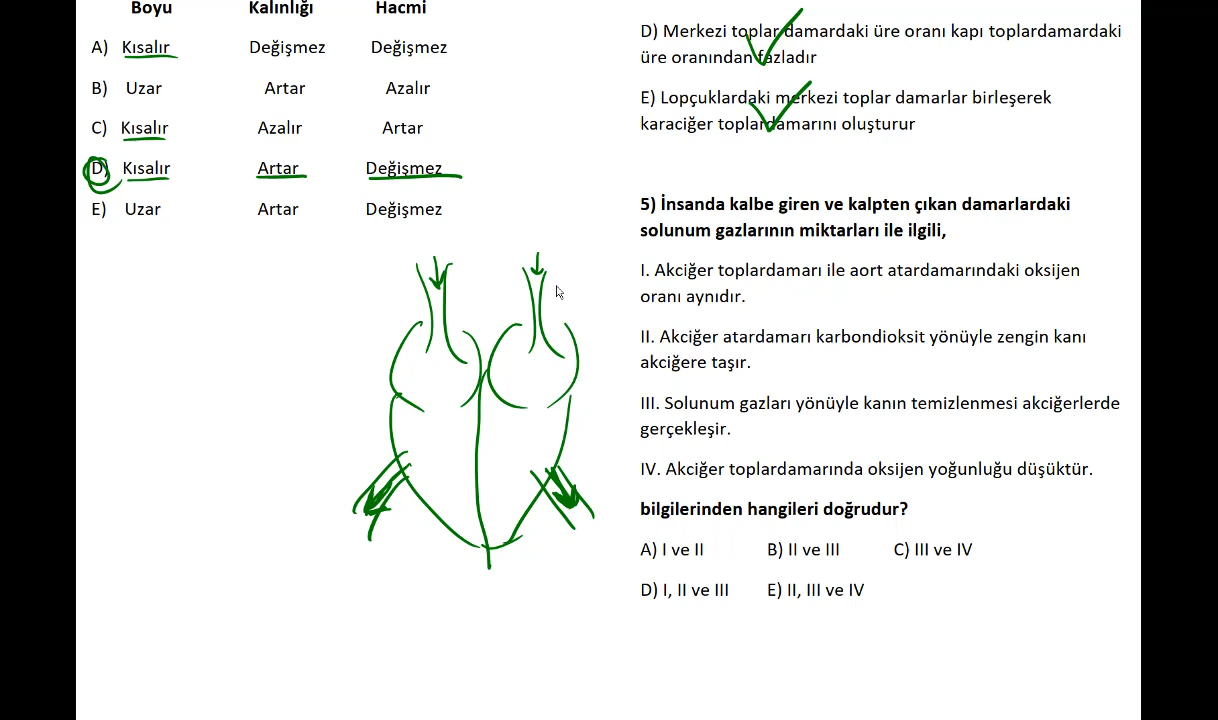 Boyu Kalınlığı Hacmi
A) Kısalır Değişmez Değişmez
B) Uzar Artar Azalır
C) Kısalır Azalır Artar
D) Kısalır Artar Değişmez
E) Uzar Artar Değişmez
D) Merkezi toplar damardaki üre oranı kapı toplardamardaki
üre oranından fazladır
E) Lopçuklardaki merkezi toplar damarlar birleşerek
karaciğer toplardamarını oluşturur
5) İnsanda kalbe giren ve kalpten çıkan damarlardaki
solunum gazlarının miktarları ile ilgili,
I. Akciğer toplardamarı ile aort atardamarındaki oksijen
oranı aynıdır.
II. Akciğer atardamarı karbondioksit yönüyle zengin kanı
akciğere taşır.
III. Solunum gazları yönüyle kanın temizlenmesi akciğerlerde
gerçekleşir.
IV. Akciğer toplardamarında oksijen yoğunluğu düşüktür.
bilgilerinden hangileri doğrudur?
A) I ve II B) II ve III C) III ve IV
D) I, II ve III E) II, III ve IV